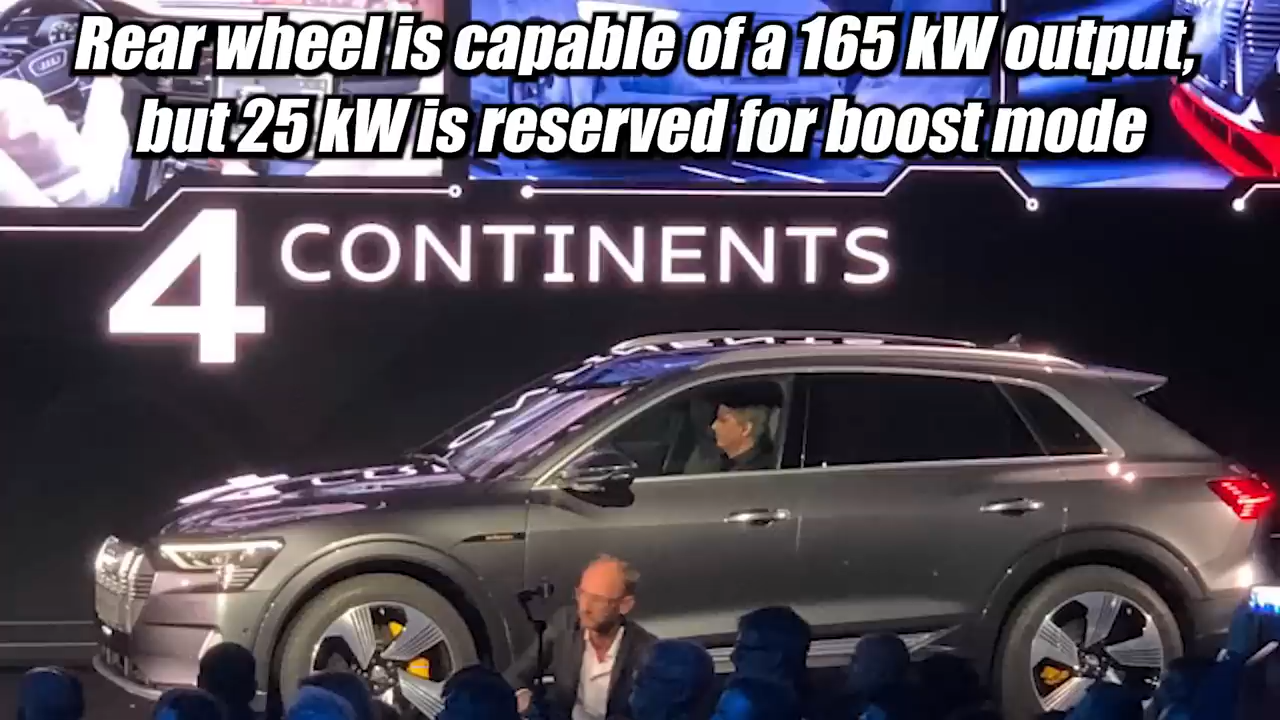 Rear wheel is capable of a 165 kW output,
but 25 kW is reserved for boost mode
4 CONTINENTS